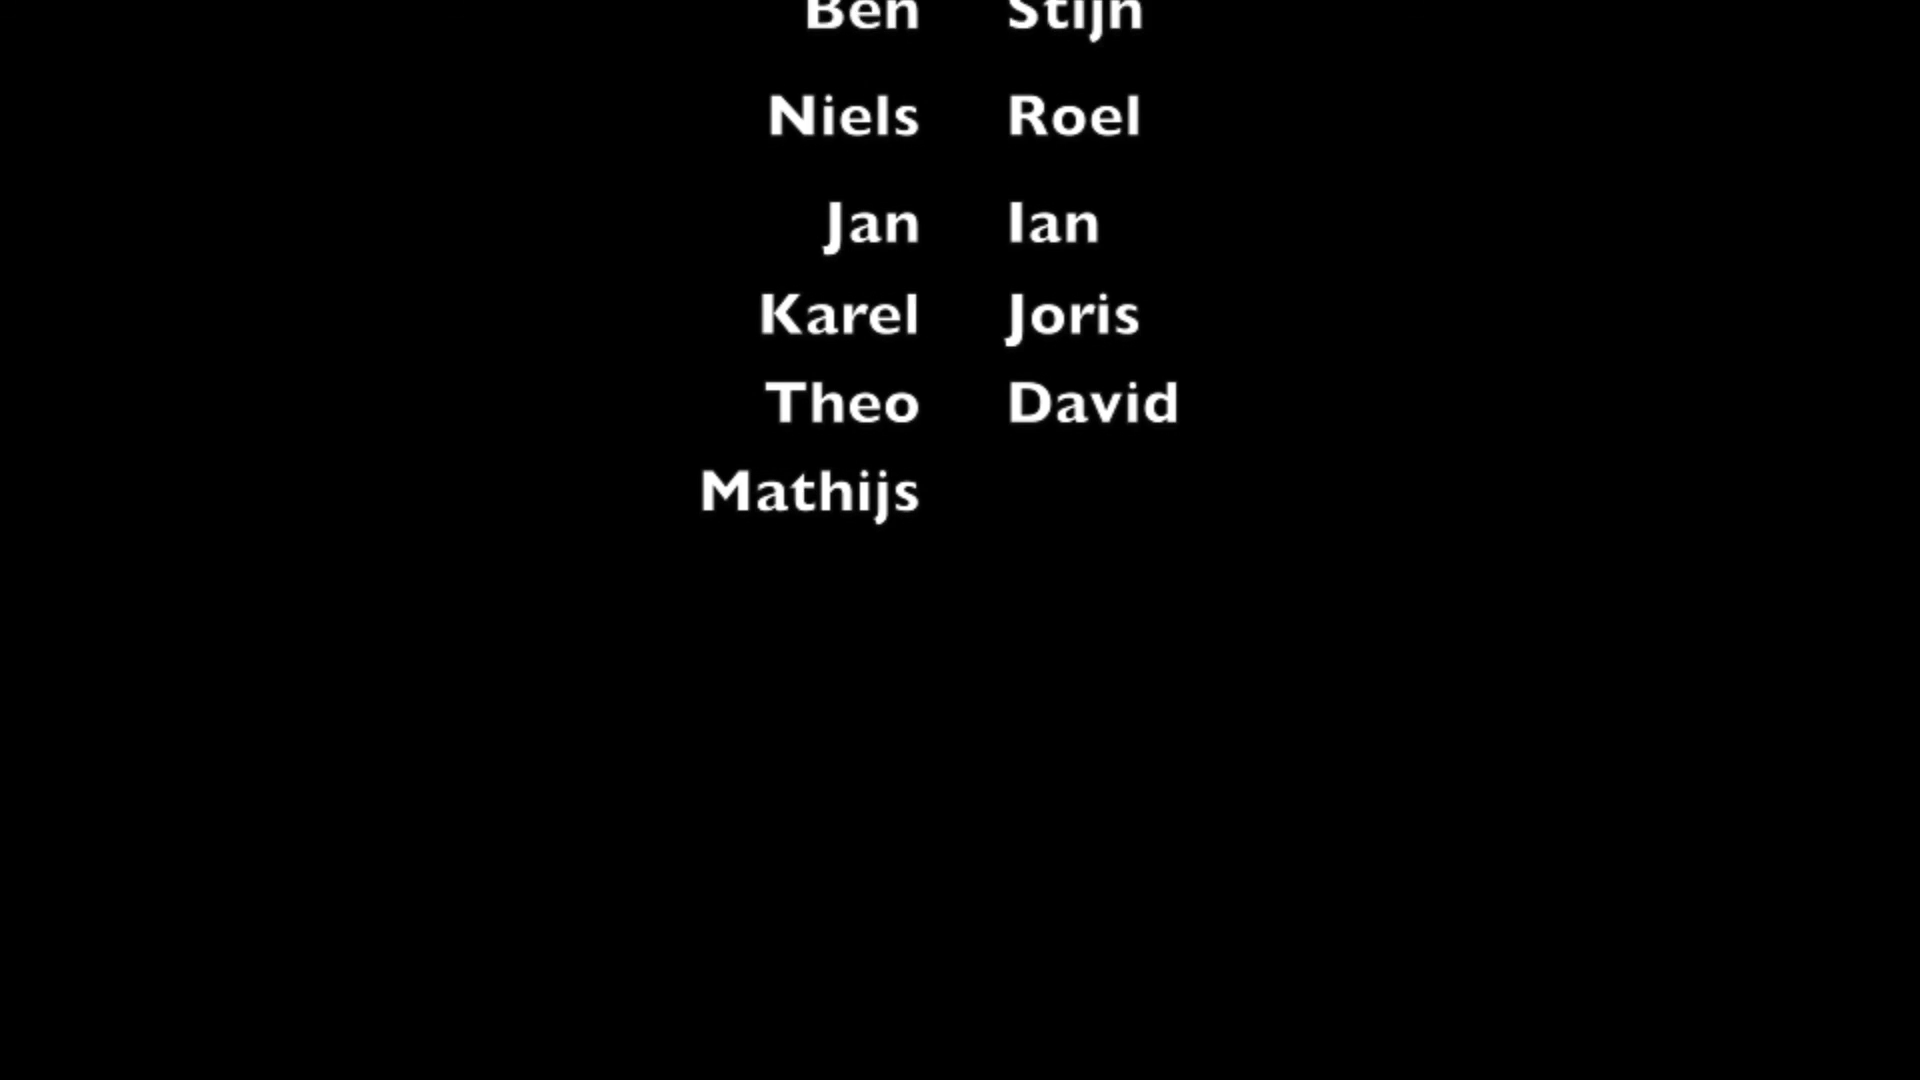 Ben Stijn
Niels Roel
Jan Ian
Karel Joris
Theo David
Mathijs